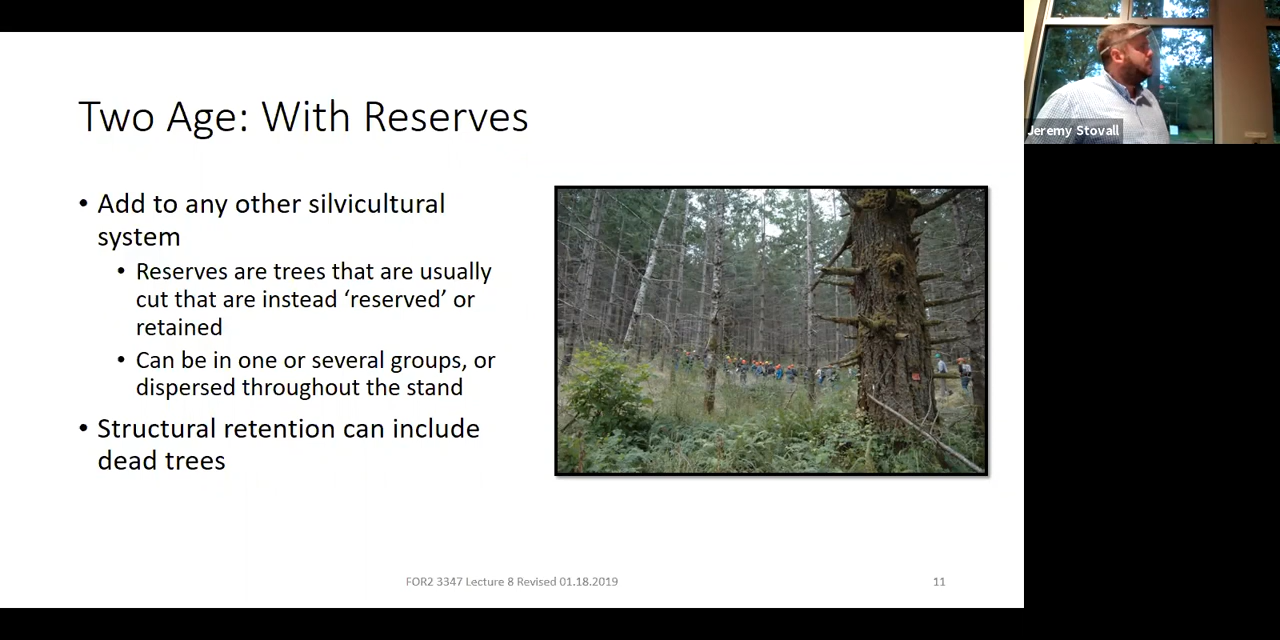 Two Age: With Reserves
• Add to any other silvicultural
system
• Reserves are trees that are usually
cut that are instead ‘reserved’ or
retained
• Can be in one or several groups, or
dispersed throughout the stand
• Structural retention can include
dead trees
FOR2 3347 Lecture 8 Revised 01.18.2019
11
Jeremy Stovall